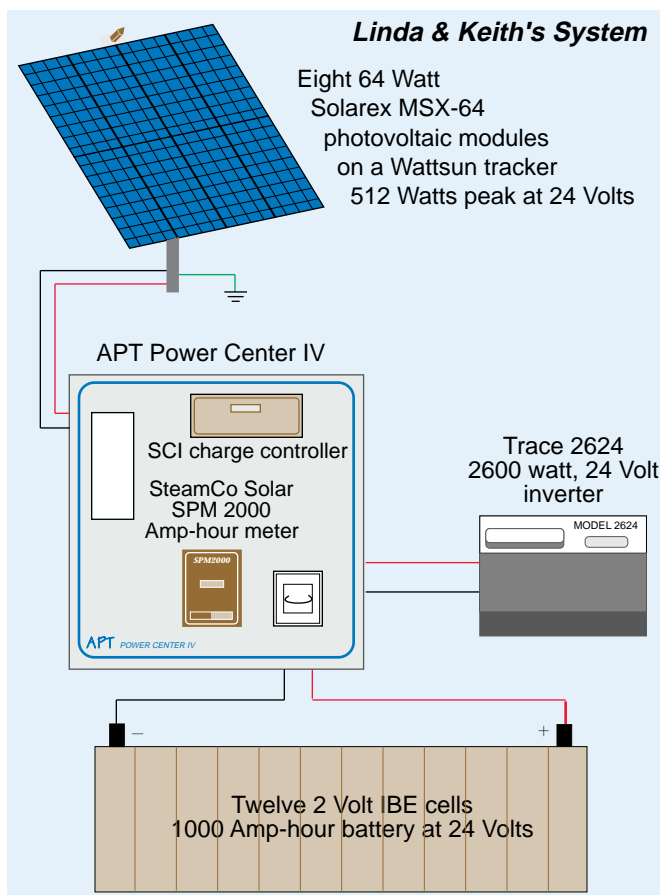 Linda & Keith's System
Eight 64 Watt
Solarex MSX-64
photovoltaic modules
on a Wattsun tracker
512 Watts peak at 24 Volts
APT Power Center IV
SCI charge controller
SteamCo Solar
SPM 2000
Amp-hour meter
SPM2000
APT POWER CENTER IV
Trace 2624
2600 watt, 24 Volt
inverter
MODEL 2624
– +
Twelve 2 Volt IBE cells
1000 Amp-hour battery at 24 Volts